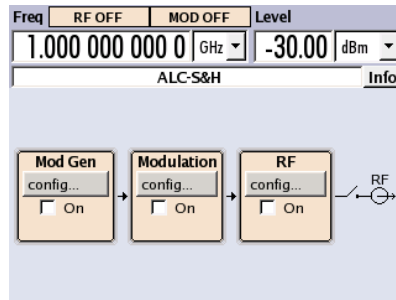 Freq RF OFF MOD OFF Level
1.000 000 000 0 GHz -30.00 dBm
ALC-S&H Info
Mod Gen Modulation RF
config... config... config... RF
On On On